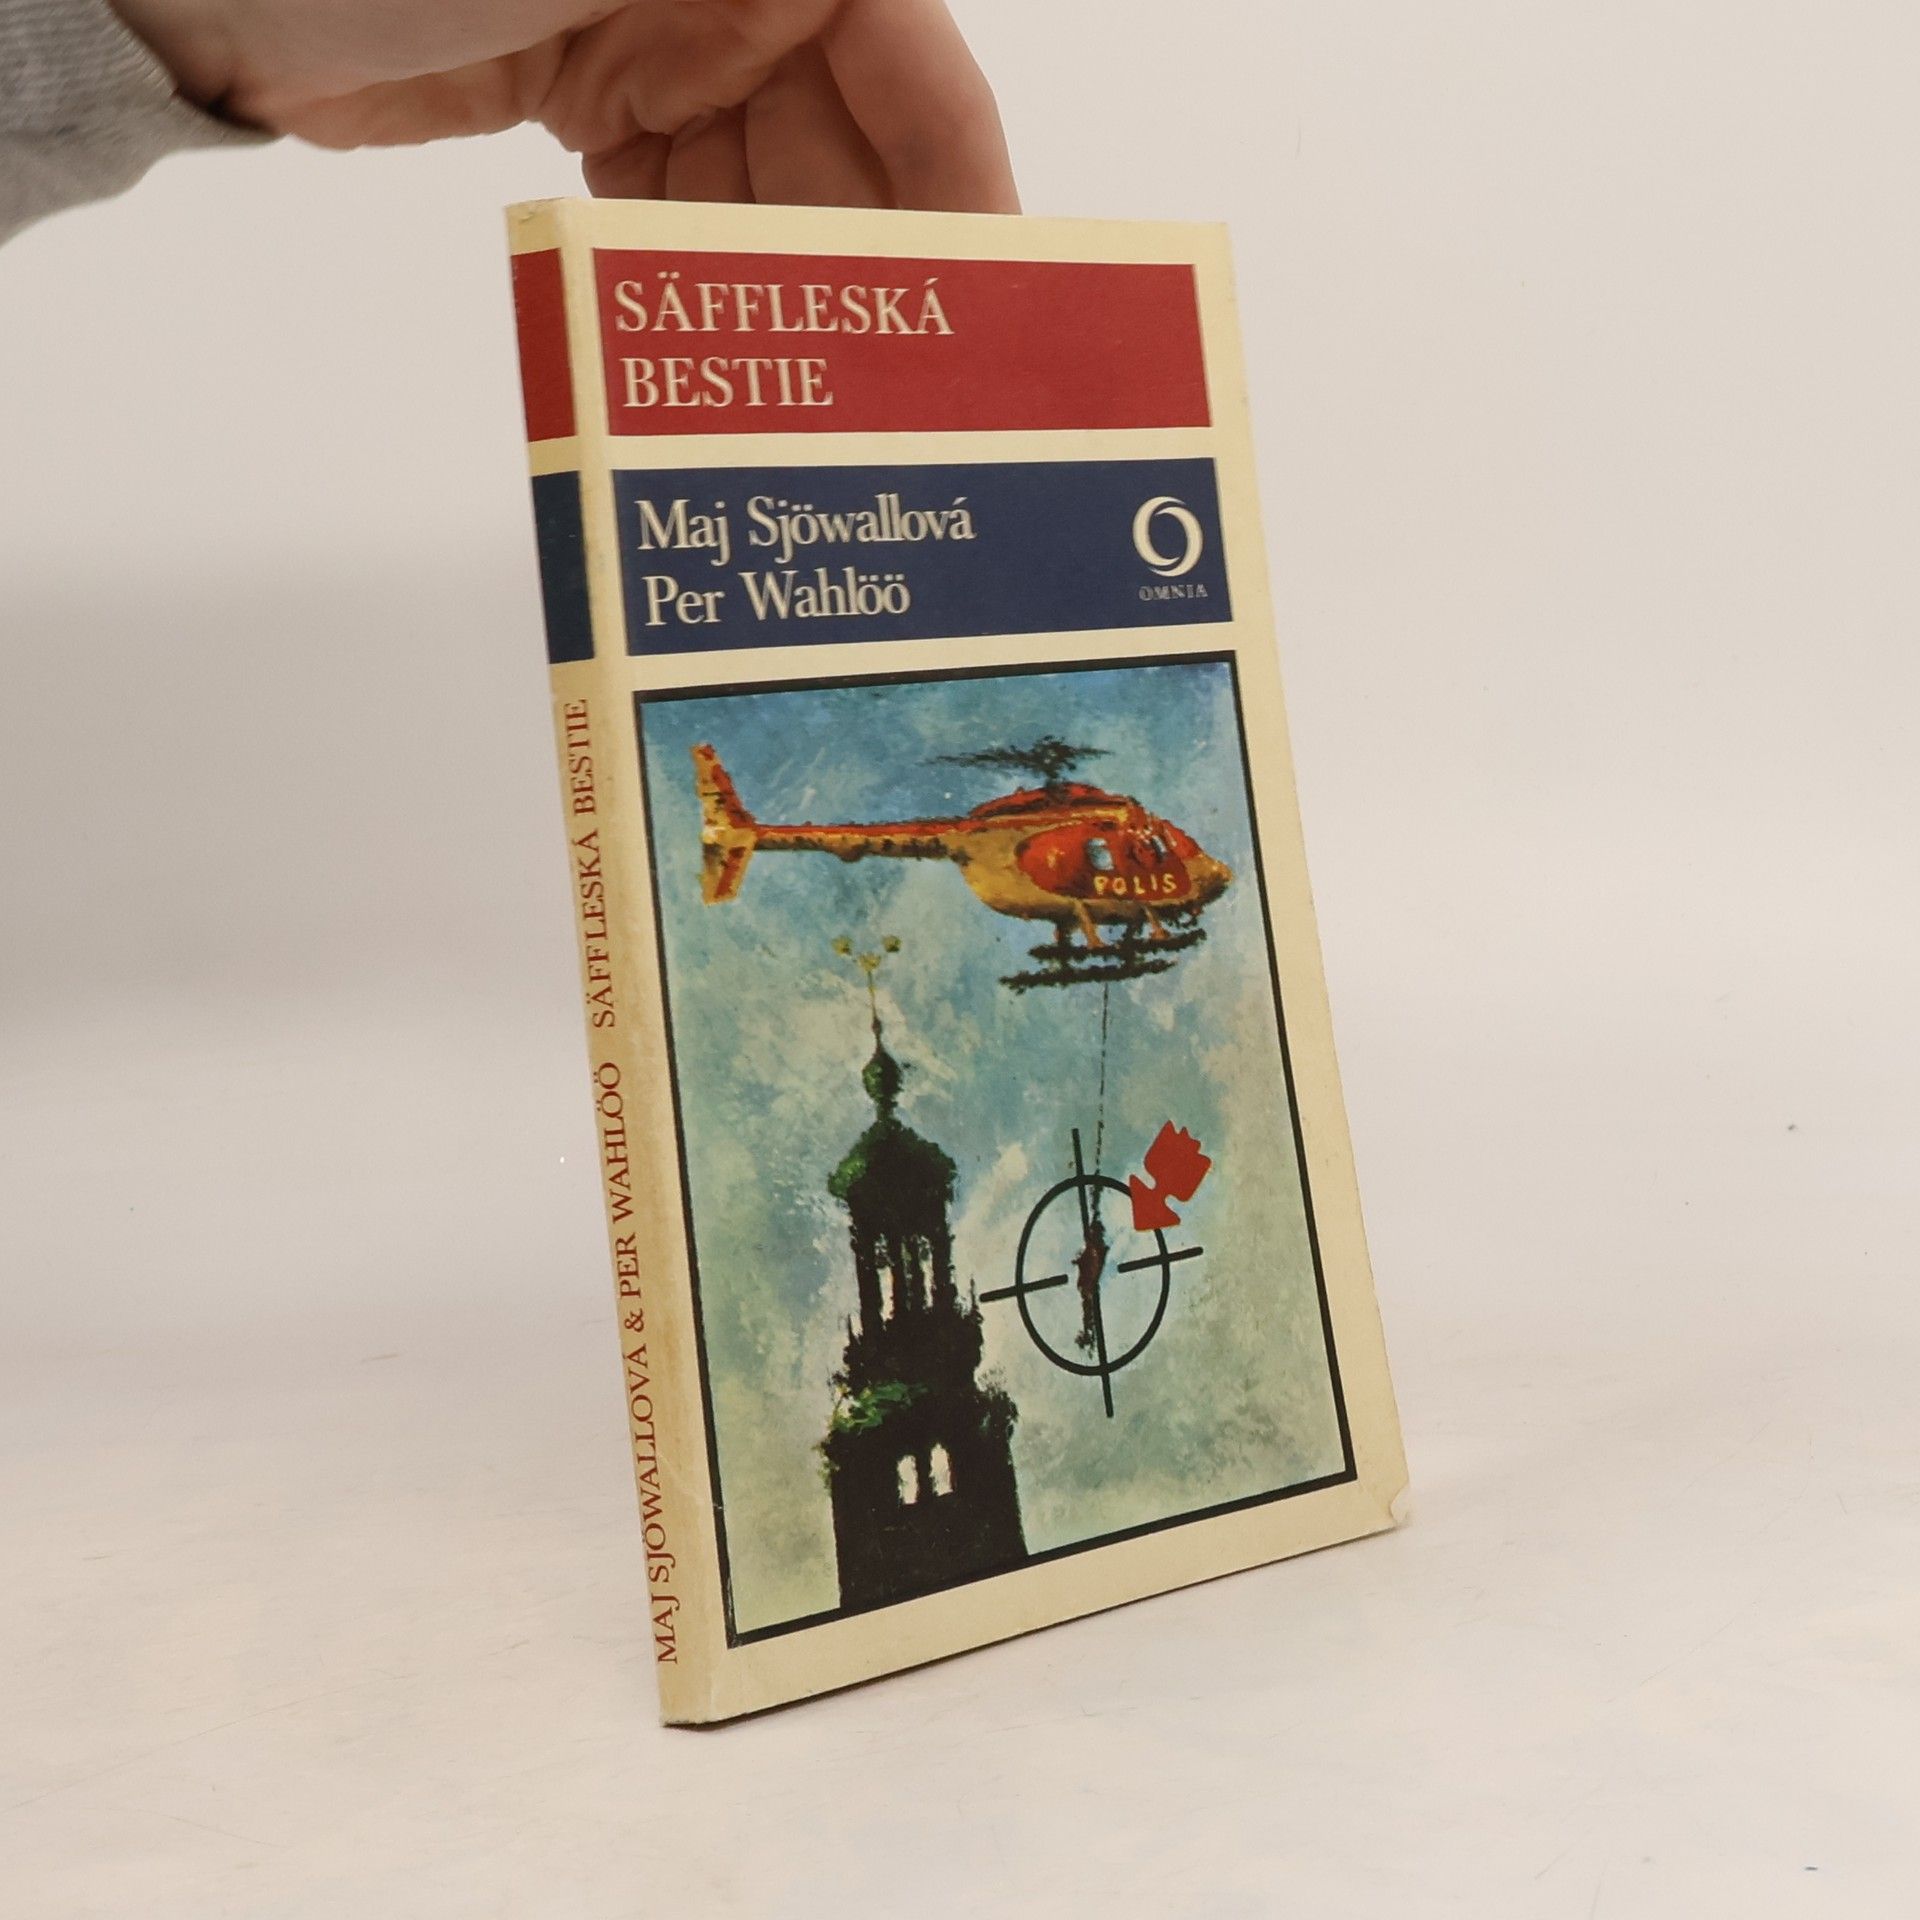 SÄFFLESKÁ
BESTIE
Maj Sjöwallová
Per Wahlöö
OMNIA
POLIS
MAJ SJÖWALLOVÁ & PER WAHLÖÖ SÄFFLESKÁ BESTIE